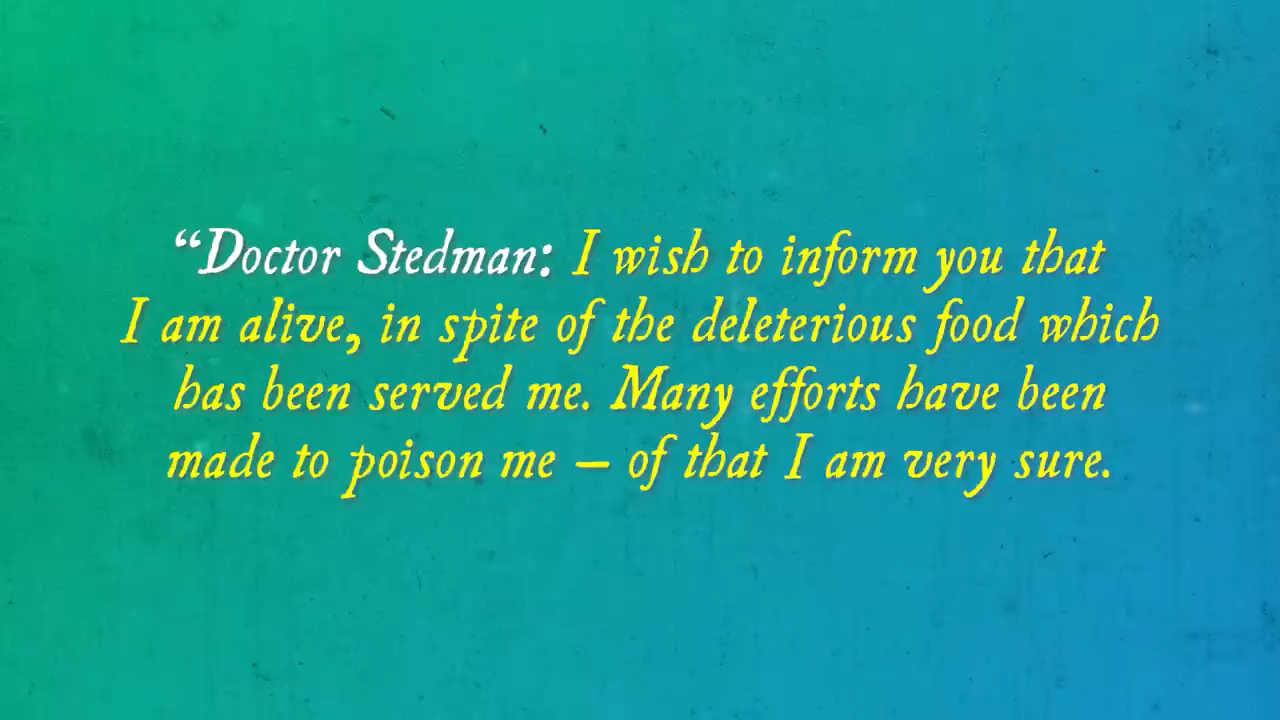 “Doctor Stedman: I wish to inform you that
I am alive, in spite of the deleterious food which
has been served me. Many efforts have been
made to poison me – of that I am very sure.